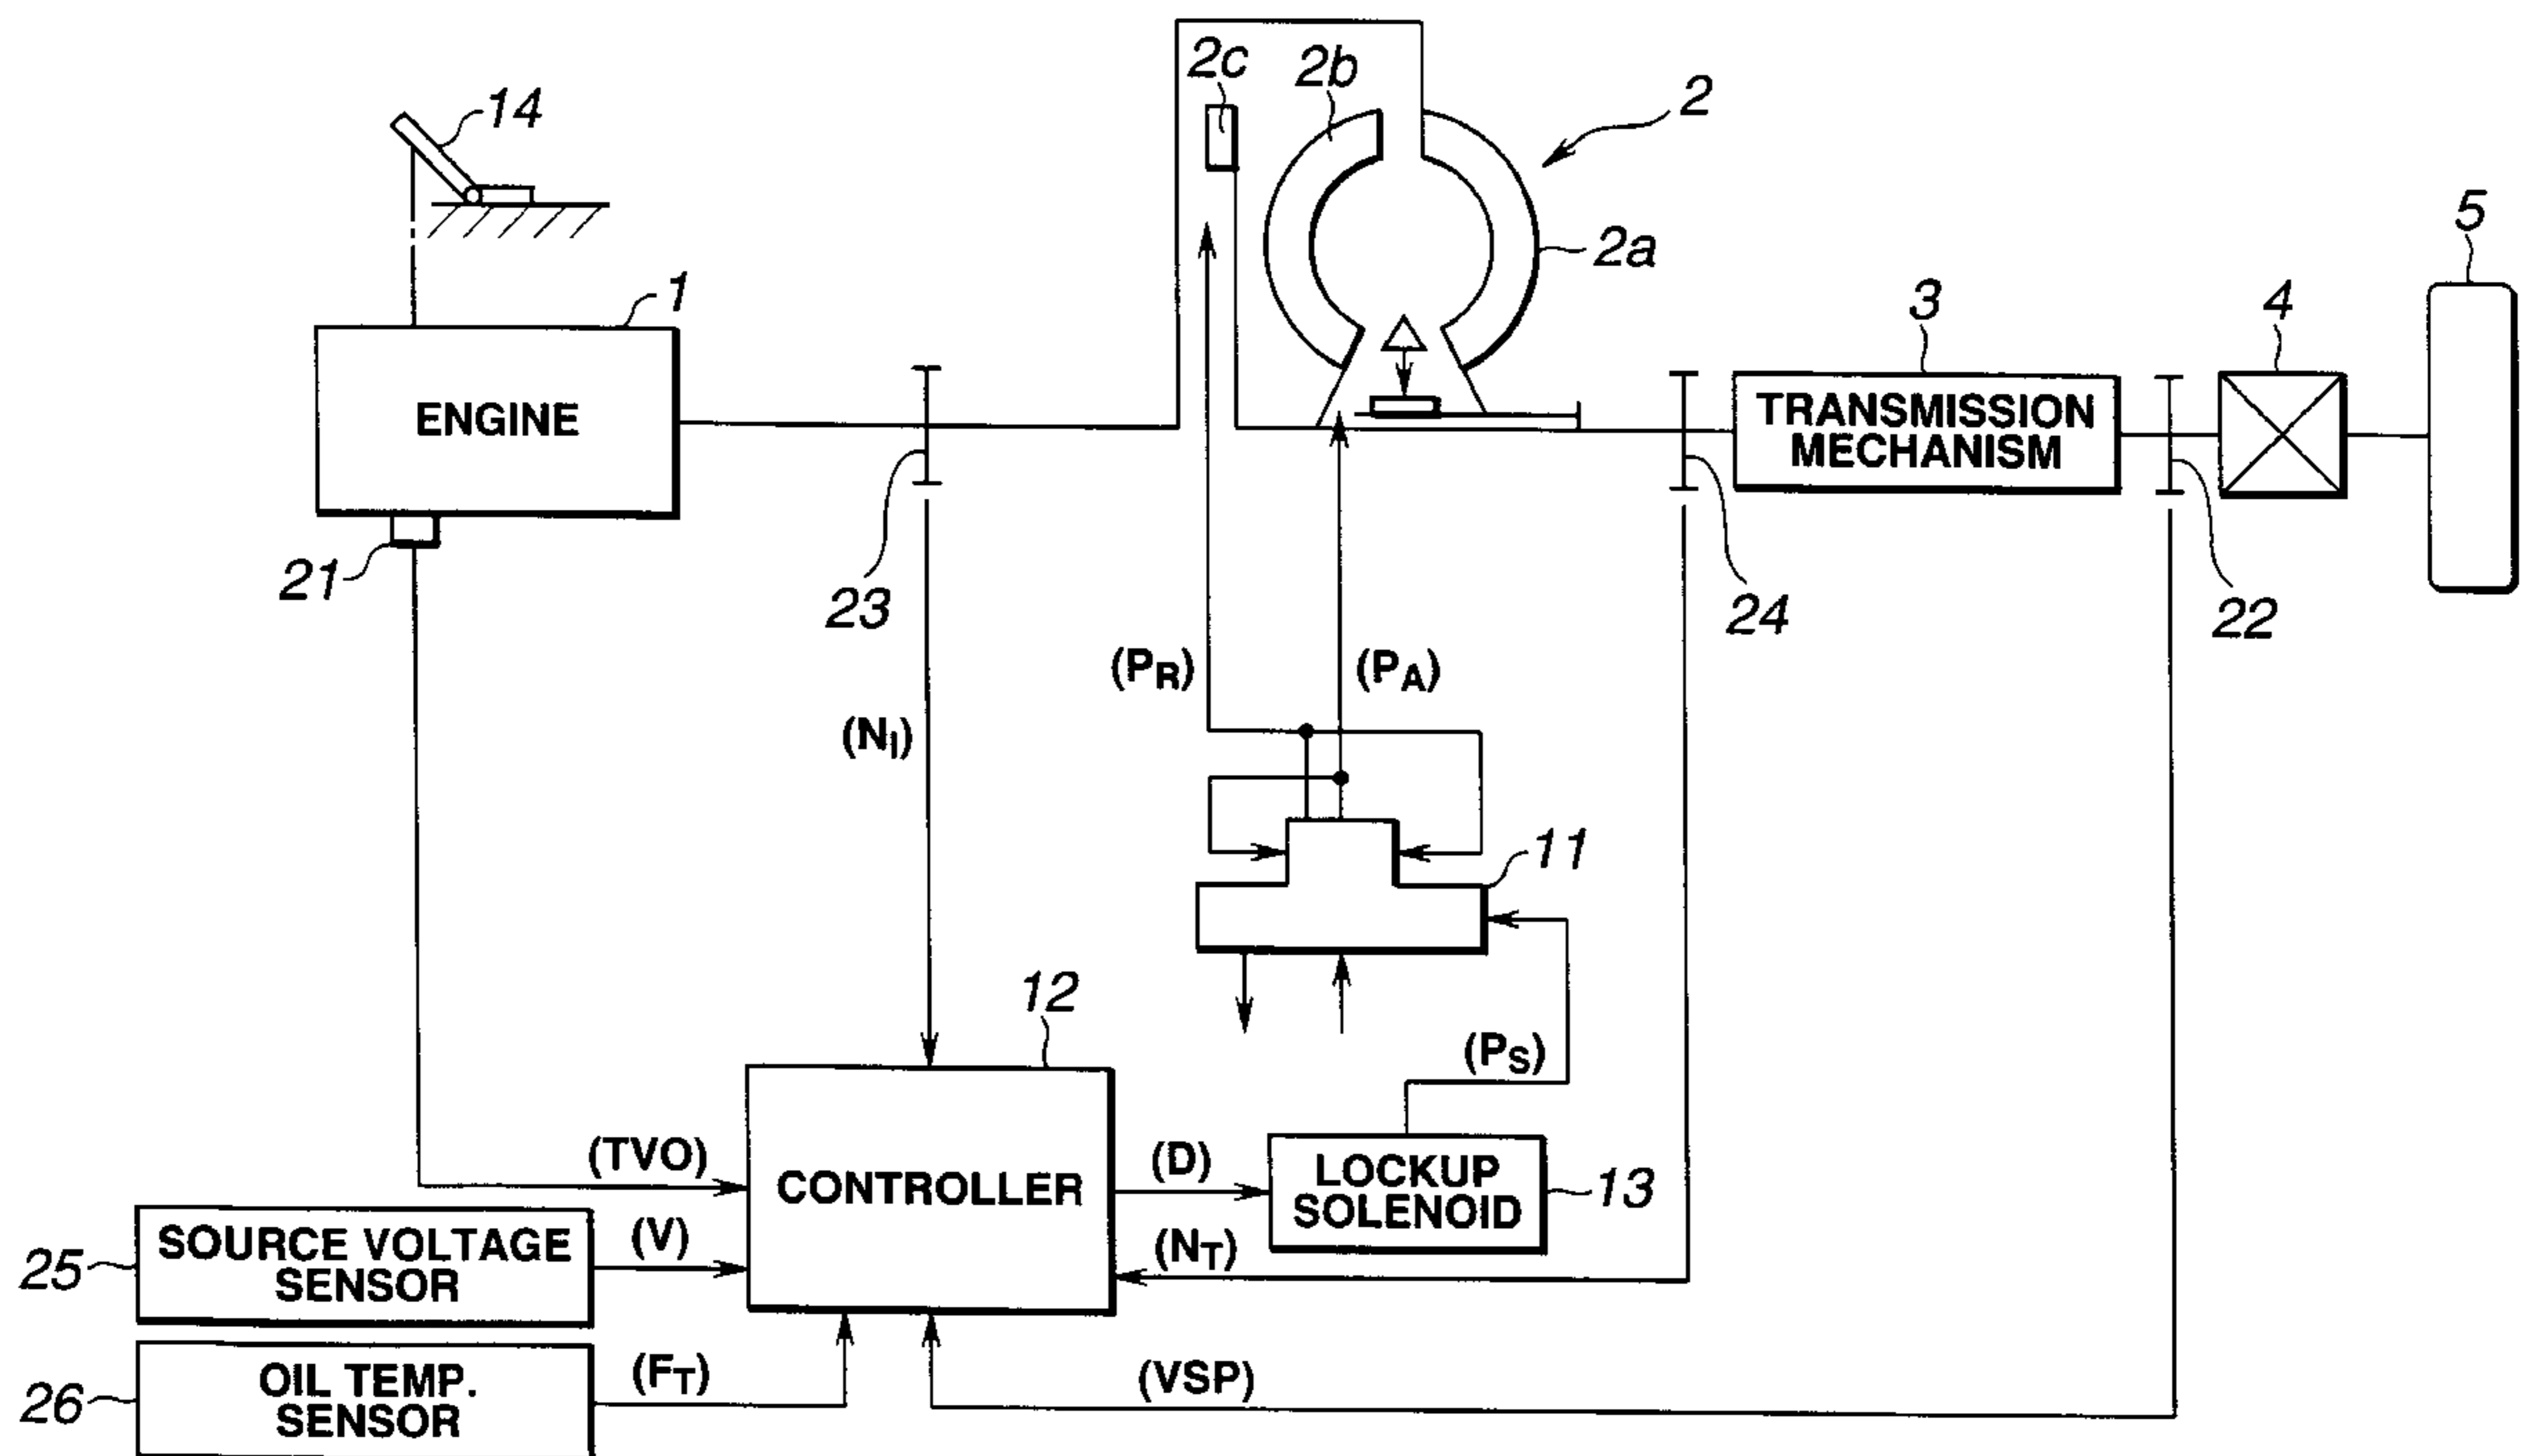 2c
2b
2
14
2a
5
1
3
4
ENGINE
TRANSMISSION
MECHANISM
21
23
24
22
(PR)
(PA)
(NI)
11
12
(PS)
(TVO)
(D)
CONTROLLER
LOCKUP
SOLENOID
13
25
SOURCE VOLTAGE
SENSOR
(V)
(NT)
26
OIL TEMP.
SENSOR
(FT)
(VSP)